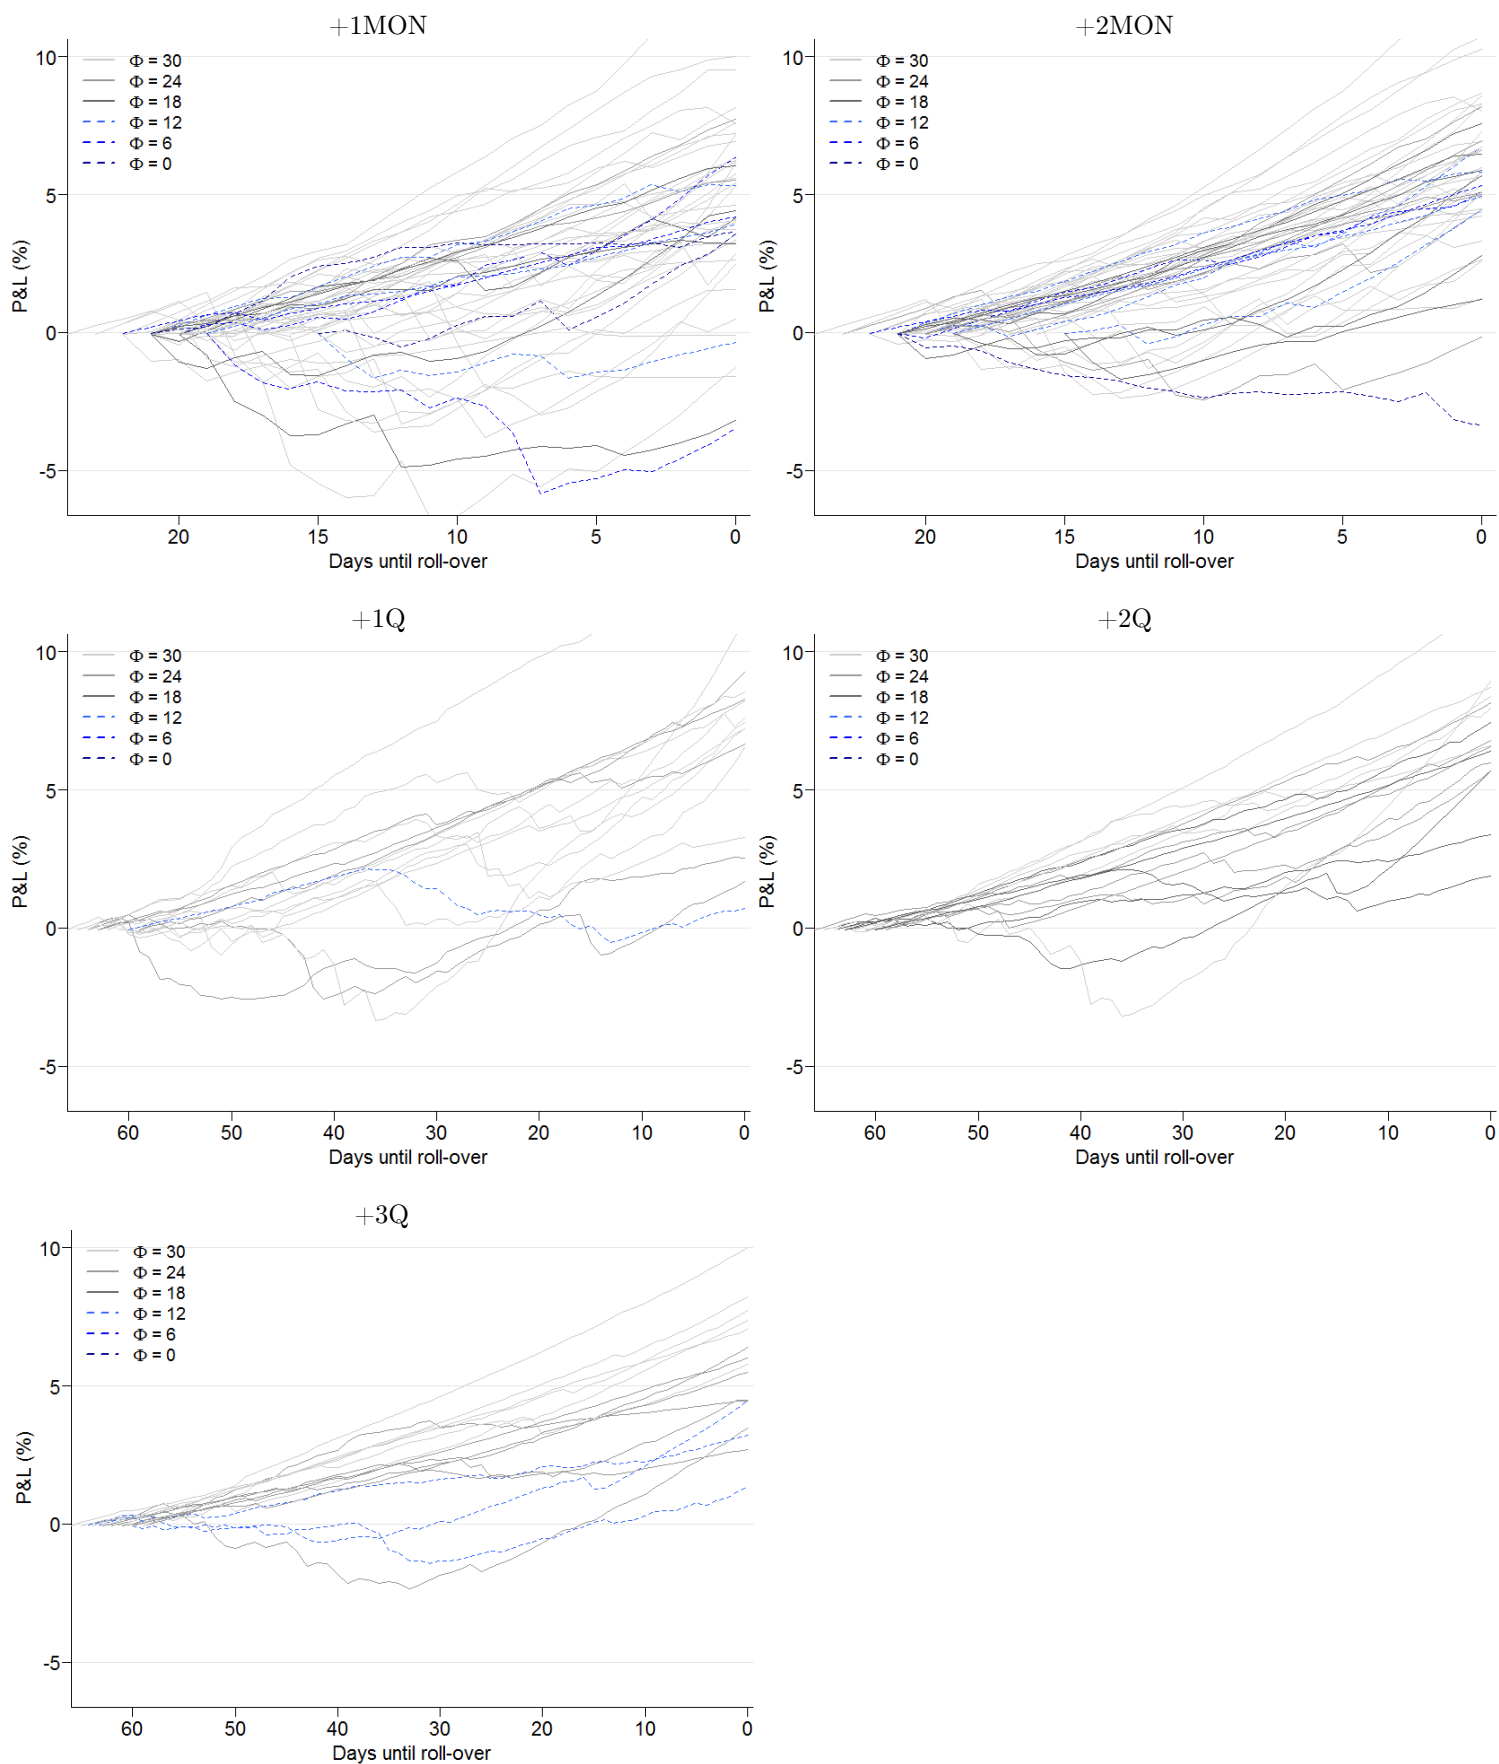 +1MON
10
5
0
-5
P&L (%)
Φ = 30
Φ = 24
Φ = 18
Φ = 12
Φ = 6
Φ = 0
20 15 10 5 0
Days until roll-over
+2MON
10
5
0
-5
P&L (%)
Φ = 30
Φ = 24
Φ = 18
Φ = 12
Φ = 6
Φ = 0
20 15 10 5 0
Days until roll-over
+1Q
10
5
0
-5
P&L (%)
Φ = 30
Φ = 24
Φ = 18
Φ = 12
Φ = 6
Φ = 0
60 50 40 30 20 10 0
Days until roll-over
+2Q
10
5
0
-5
P&L (%)
Φ = 30
Φ = 24
Φ = 18
Φ = 12
Φ = 6
Φ = 0
60 50 40 30 20 10 0
Days until roll-over
+3Q
10
5
0
-5
P&L (%)
Φ = 30
Φ = 24
Φ = 18
Φ = 12
Φ = 6
Φ = 0
60 50 40 30 20 10 0
Days until roll-over